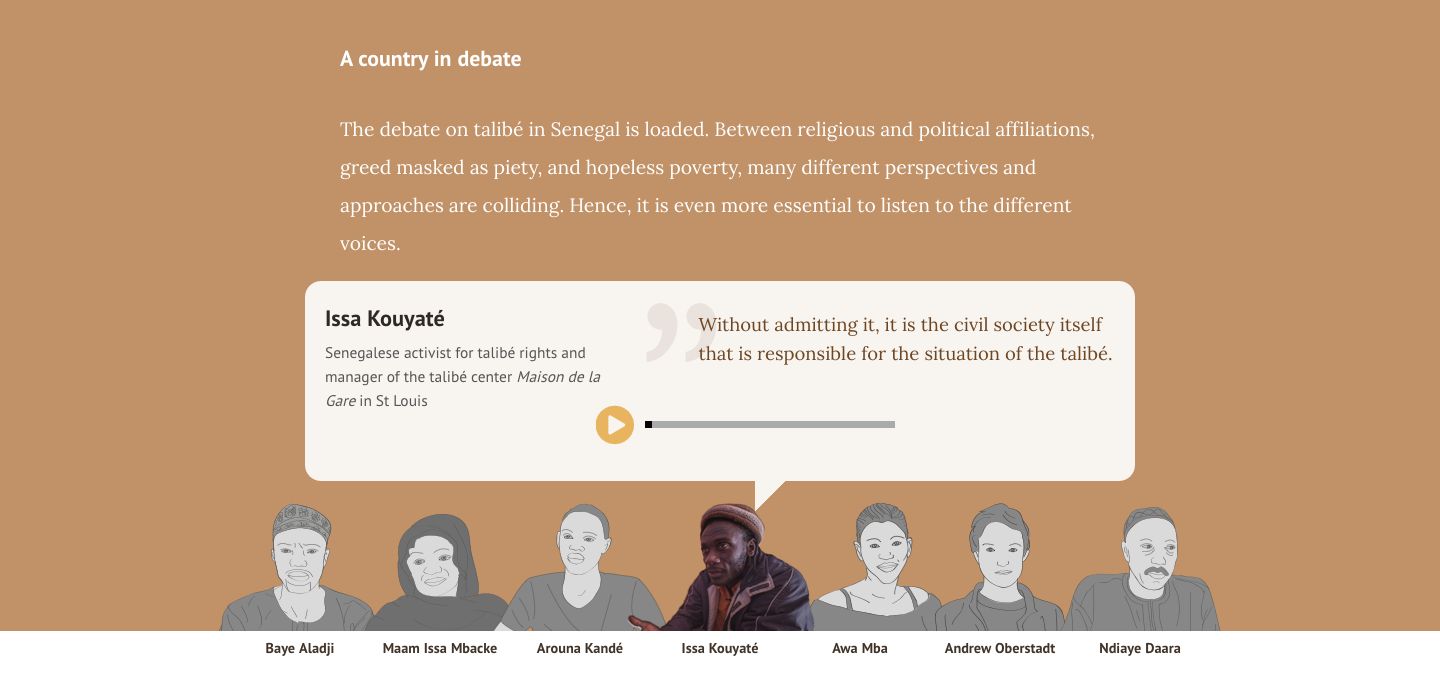 A country in debate
The debate on talibé in Senegal is loaded. Between religious and political affiliations,
greed masked as piety, and hopeless poverty, many different perspectives and
approaches are colliding. Hence, it is even more essential to listen to the different
voices.
Issa Kouyaté
Senegalese activist for talibé rights and
manager of the talibé center Maison de la
Gare in St Louis
”
Without admitting it, it is the civil society itself
that is responsible for the situation of the talibé.
Baye Aladji
Maam Issa Mbacke
Arouna Kandé
Issa Kouyaté
Awa Mba
Andrew Oberstadt
Ndiaye Daara